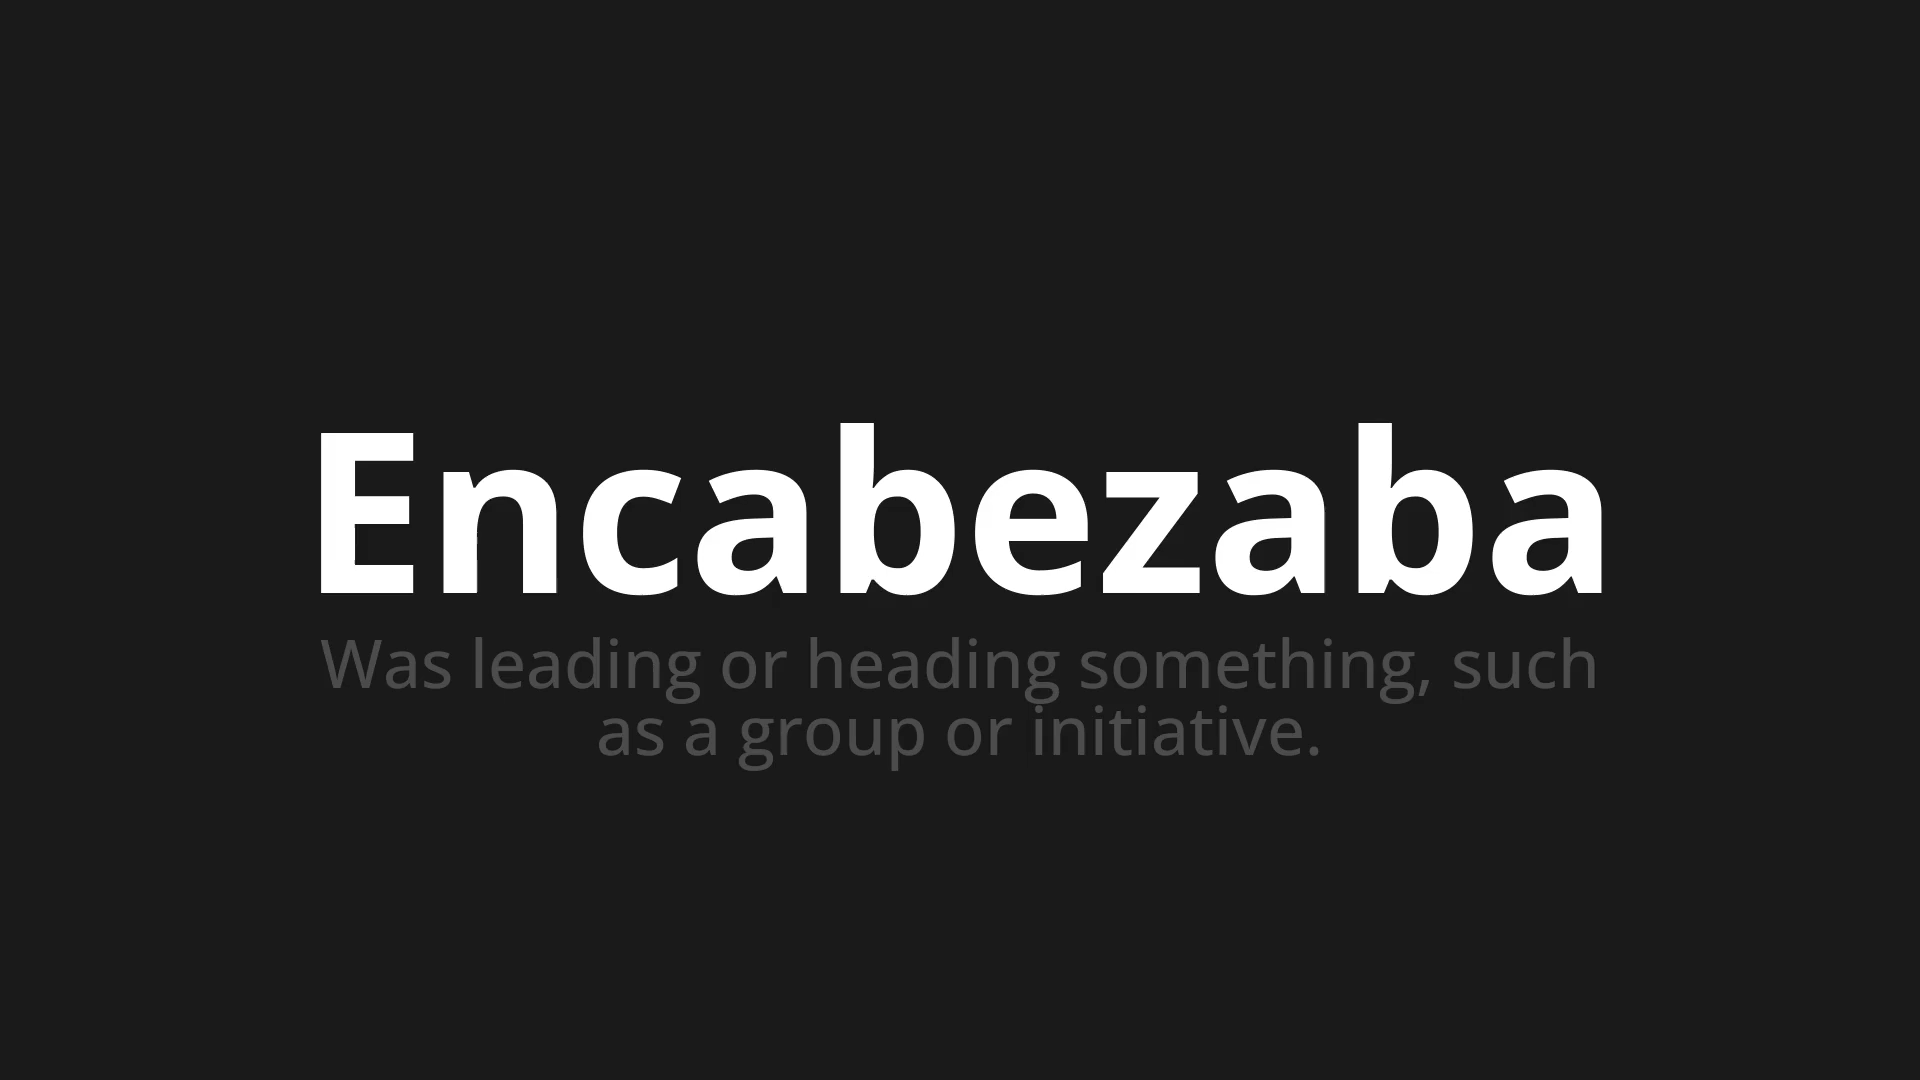 Encabezaba
Was leading or heading something, such
as a group or initiative.